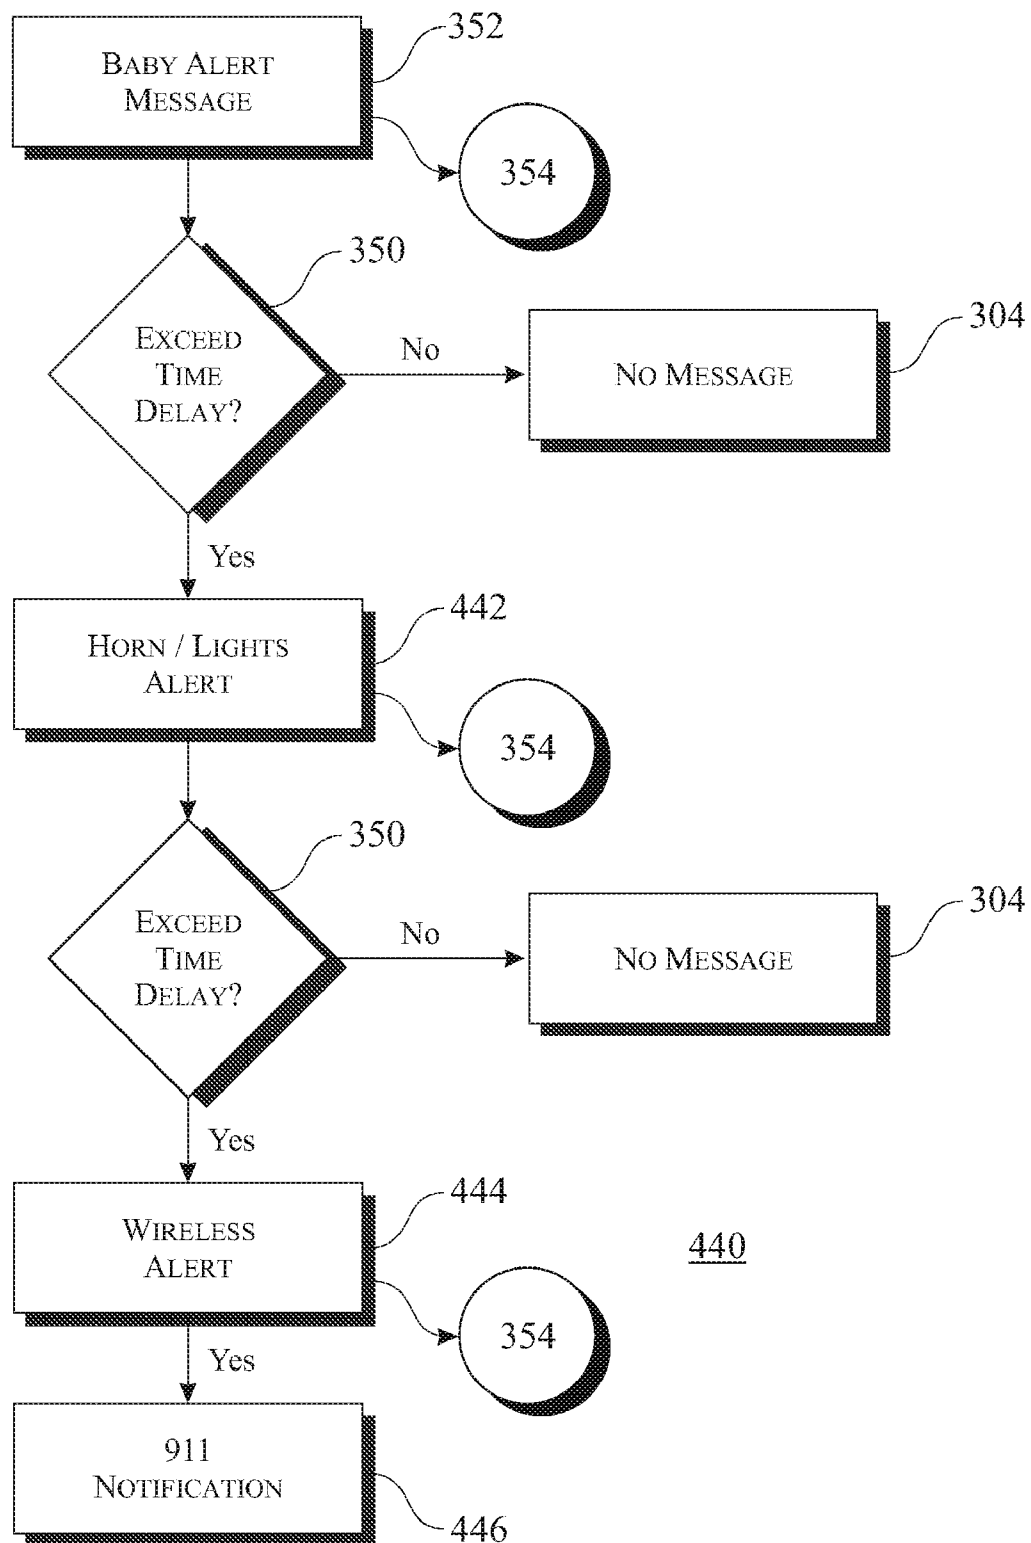 352
BABY ALERT
MESSAGE
354
350
EXCEED
TIME
DELAY?
No
304
NO MESSAGE
Yes
442
HORN / LIGHTS
ALERT
354
350
EXCEED
TIME
DELAY?
No
304
NO MESSAGE
Yes
444
WIRELESS
ALERT
440
354
Yes
911
NOTIFICATION
446